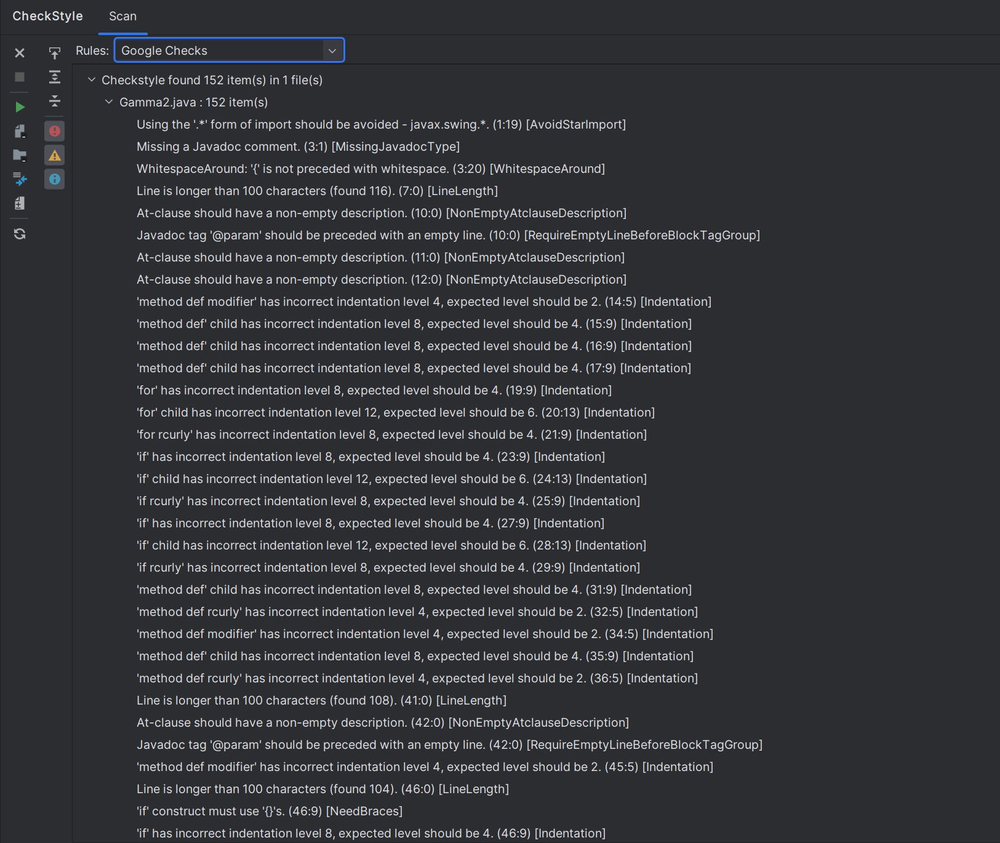 CheckStyle Scan
Rules: Google Checks
Checkstyle found 152 item(s) in 1 file(s)
Gamma2.java : 152 item(s)
Using the '.*' form of import should be avoided - javax.swing.*. (1:19) [AvoidStarImport]
Missing a Javadoc comment. (3:1) [MissingJavadocType]
WhitespaceAround: '{' is not preceded with whitespace. (3:20) [WhitespaceAround]
Line is longer than 100 characters (found 116). (7:0) [LineLength]
At-clause should have a non-empty description. (10:0) [NonEmptyAtclauseDescription]
Javadoc tag '@param' should be preceded with an empty line. (10:0) [RequireEmptyLineBeforeBlockTagGroup]
At-clause should have a non-empty description. (11:0) [NonEmptyAtclauseDescription]
At-clause should have a non-empty description. (12:0) [NonEmptyAtclauseDescription]
'method def modifier' has incorrect indentation level 4, expected level should be 2. (14:5) [Indentation]
'method def' child has incorrect indentation level 8, expected level should be 4. (15:9) [Indentation]
'method def' child has incorrect indentation level 8, expected level should be 4. (16:9) [Indentation]
'method def' child has incorrect indentation level 8, expected level should be 4. (17:9) [Indentation]
'for' has incorrect indentation level 8, expected level should be 4. (19:9) [Indentation]
'for' child has incorrect indentation level 12, expected level should be 6. (20:13) [Indentation]
'for rcurly' has incorrect indentation level 8, expected level should be 4. (21:9) [Indentation]
'if' has incorrect indentation level 8, expected level should be 4. (23:9) [Indentation]
'if' child has incorrect indentation level 12, expected level should be 6. (24:13) [Indentation]
'if rcurly' has incorrect indentation level 8, expected level should be 4. (25:9) [Indentation]
'if' has incorrect indentation level 8, expected level should be 4. (27:9) [Indentation]
'if' child has incorrect indentation level 12, expected level should be 6. (28:13) [Indentation]
'if rcurly' has incorrect indentation level 8, expected level should be 4. (29:9) [Indentation]
'method def' child has incorrect indentation level 8, expected level should be 4. (31:9) [Indentation]
'method def rcurly' has incorrect indentation level 4, expected level should be 2. (32:5) [Indentation]
'method def modifier' has incorrect indentation level 4, expected level should be 2. (34:5) [Indentation]
'method def' child has incorrect indentation level 8, expected level should be 4. (35:9) [Indentation]
'method def rcurly' has incorrect indentation level 4, expected level should be 2. (36:5) [Indentation]
Line is longer than 100 characters (found 108). (41:0) [LineLength]
At-clause should have a non-empty description. (42:0) [NonEmptyAtclauseDescription]
Javadoc tag '@param' should be preceded with an empty line. (42:0) [RequireEmptyLineBeforeBlockTagGroup]
'method def modifier' has incorrect indentation level 4, expected level should be 2. (45:5) [Indentation]
Line is longer than 100 characters (found 104). (46:0) [LineLength]
'if' construct must use '{}'s. (46:9) [NeedBraces]
'if' has incorrect indentation level 8, expected level should be 4. (46:9) [Indentation]